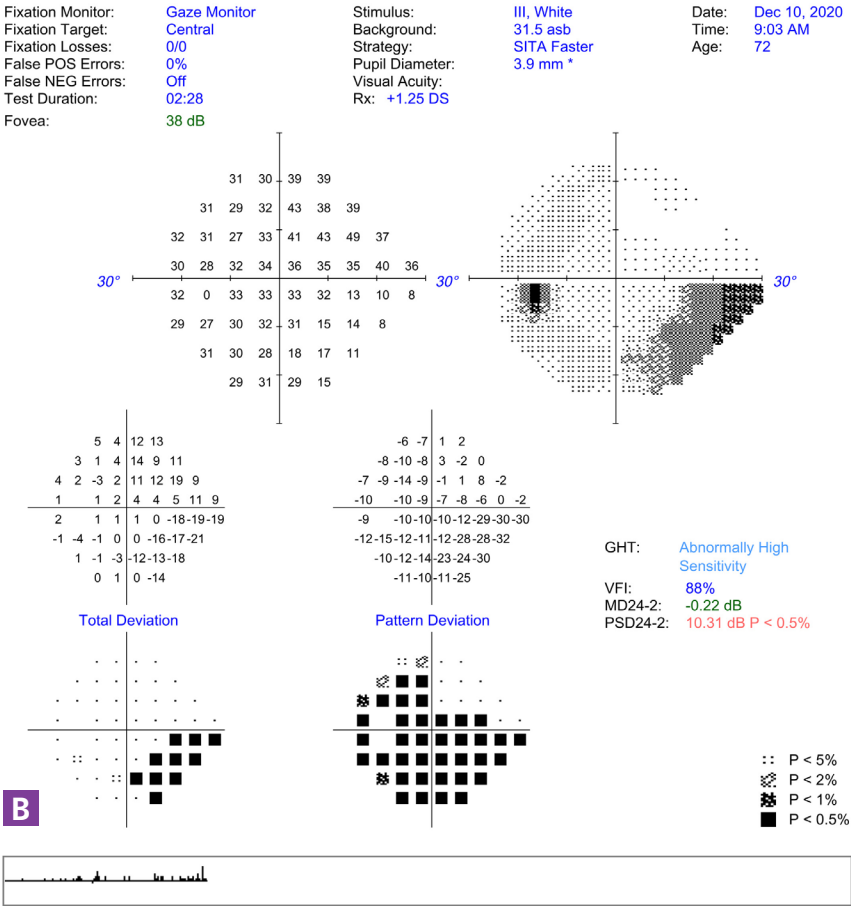 Fixation Monitor: Gaze Monitor Stimulus: III, White Date: Dec 10, 2020
Fixation Target: Central Background: 31.5 asb Time: 9:03 AM
Fixation Losses: 0/0 Strategy: SITA Faster Age: 72
False POS Errors: 0% Pupil Diameter: 3.9 mm *
False NEG Errors: Off Visual Acuity:
Test Duration: 02:28 Rx: +1.25 DS
Fovea: 38 dB
31 30 39 39
31 29 32 43 38 39
32 31 27 33 41 43 49 37
30 28 32 34 36 35 35 40 36
30° 30° 30°
32 0 33 33 33 32 13 10 8
29 27 30 32 31 15 14 8
31 30 28 18 17 11
29 31 29 15
5 4 12 13 -6 -7 1 2
3 1 4 14 9 11 -8 -10 -8 3 -2 0
4 2 -3 2 11 12 19 9 -7 -9 -14 -9 -1 1 8 -2
1 1 2 4 4 5 11 9 -10 -10 -9 -7 -8 -6 0 -2
2 1 1 1 0 -18 -19 -19 -9 -10 -10 -10 -12 -29 -30 -30
-1 -4 -1 0 0 -16 -17 -21 -12 -15 -12 -11 -12 -28 -28 -32
1 -1 -3 -12 -13 -18 -10 -12 -14 -23 -24 -30
0 1 0 -14 -11 -10 -11 -25
GHT: Abnormally High
Sensitivity
VFI: 88%
MD24-2: -0.22 dB
PSD24-2: 10.31 dB P < 0.5%
Total Deviation Pattern Deviation
P < 5%
P < 2%
P < 1%
P < 0.5%
B